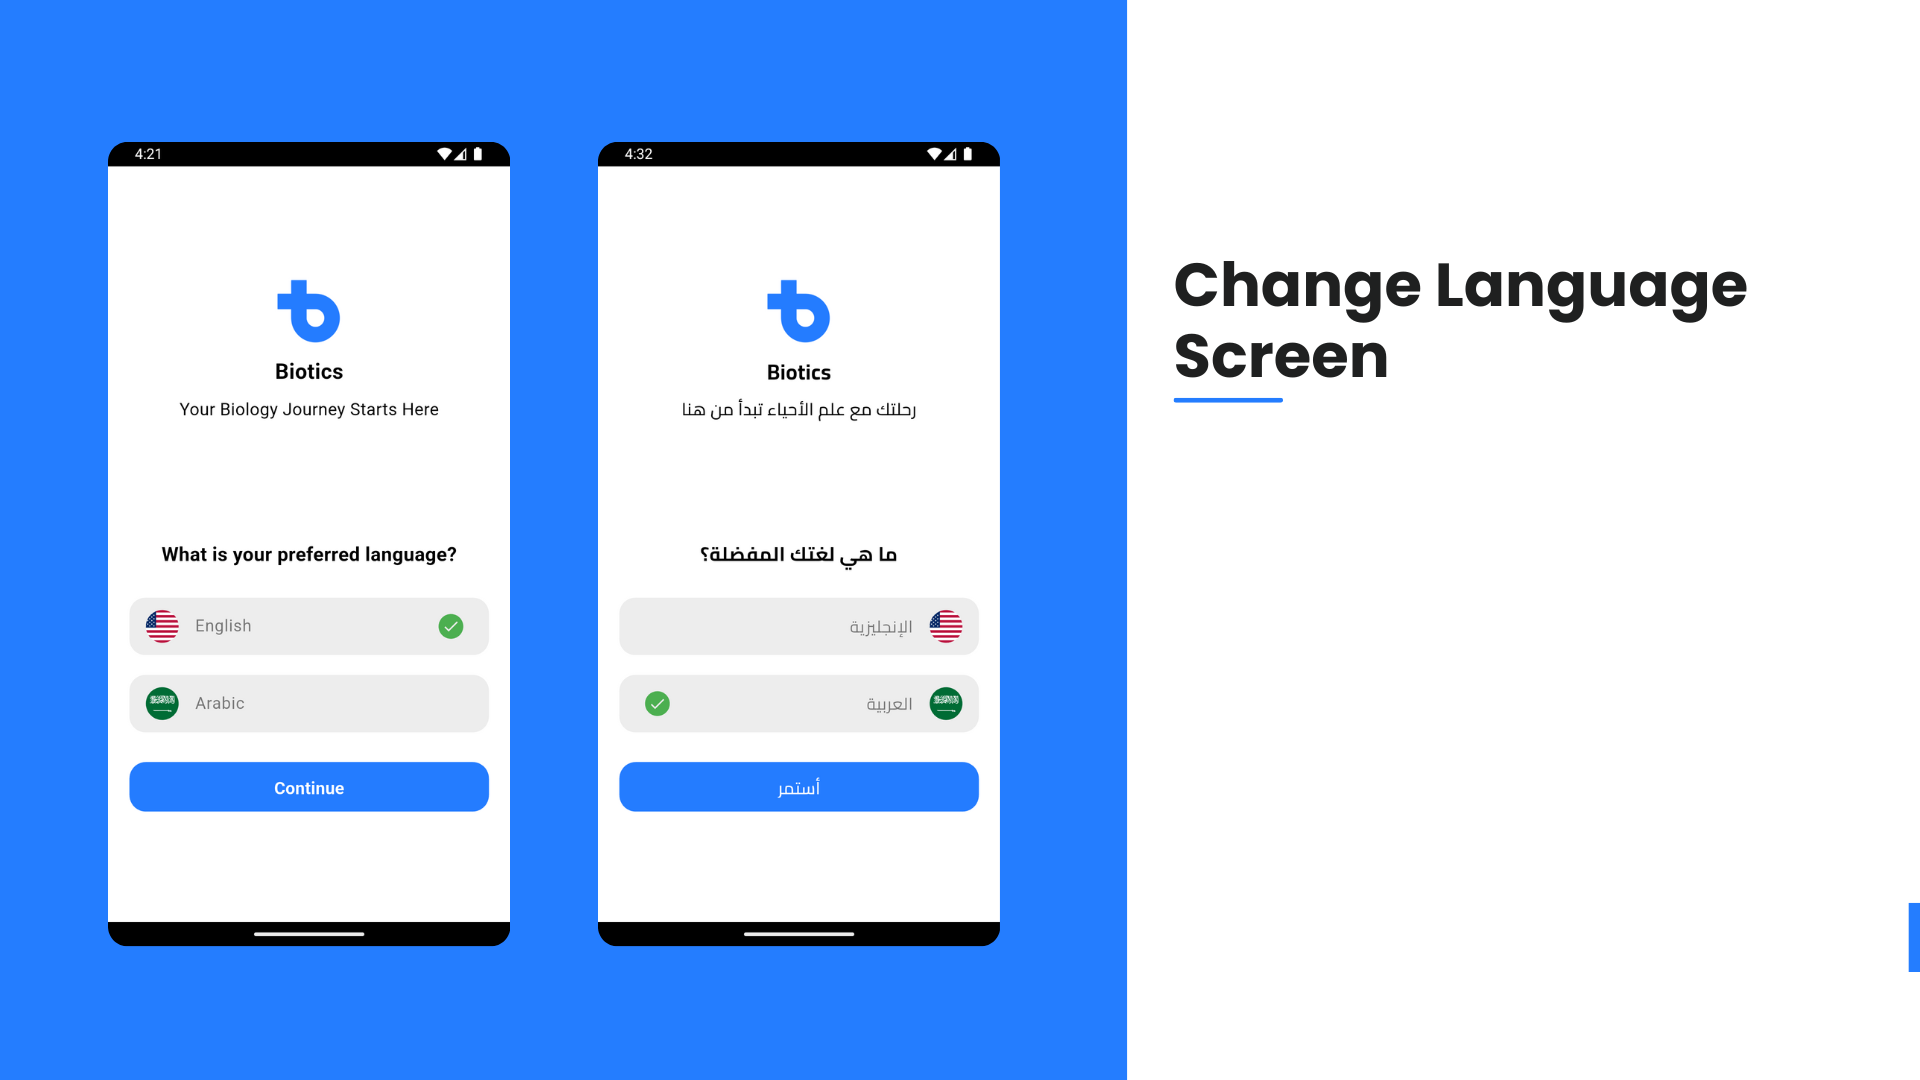 4:21
Biotics
Your Biology Journey Starts Here
What is your preferred language?
English
Arabic
Continue
4:32
Biotics
رحلتك مع علم الأحياء تبدأ من هنا
ما هي لغتك المفضلة؟
الإنجليزية
العربية
أستمر
Change Language
Screen